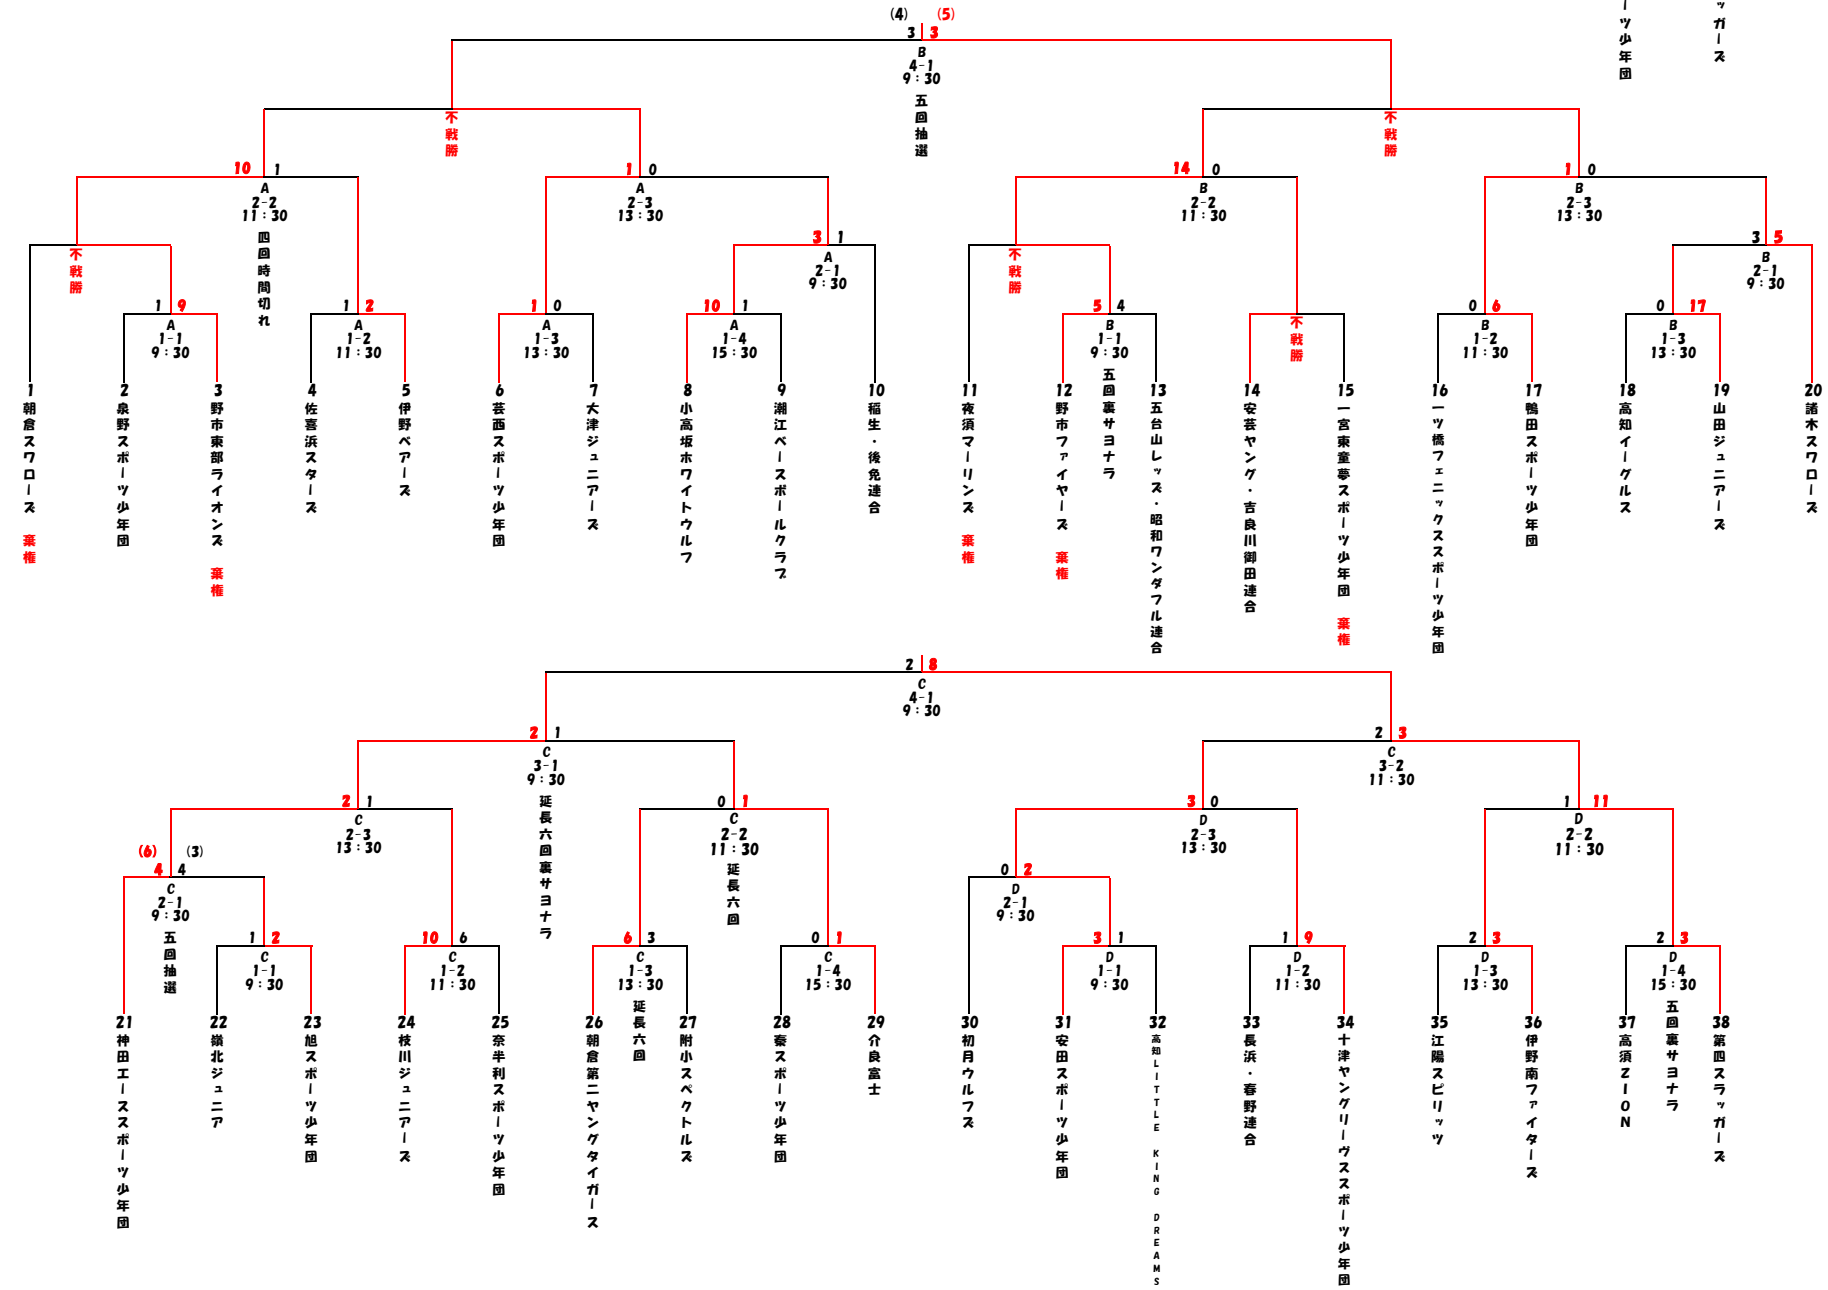 (4) (5)
3 3
B
4-1
9:30
五回抽選
ーツ少年団
ッガーズ
不戦勝
不戦勝
10 1
A
2-2
11:30
四回時間切れ
1 0
A
2-3
13:30
14 0
B
2-2
11:30
1 0
B
2-3
13:30
不戦勝
3 1
A
2-1
9:30
不戦勝
3 5
B
2-1
9:30
1 9
A
1-1
9:30
1 2
A
1-2
11:30
1 0
A
1-3
13:30
10 1
A
1-4
15:30
5 4
B
1-1
9:30
五回裏サヨナラ
不戦勝
0 6
B
1-2
11:30
0 17
B
1-3
13:30
1 朝倉スワローズ 棄権
2 泉野スポーツ少年団
3 野市東部ライオンズ 棄権
4 佐喜浜スターズ
5 伊野ベアーズ
6 芸西スポーツ少年団
7 大津ジュニアーズ
8 小高坂ホワイトウルフ
9 潮江ベースボールクラブ
10 稲生・後免連合
11 夜須マーリンズ 棄権
12 野市ファイヤーズ 棄権
13 五台山レッズ・昭和ワンダフル連合
14 安芸ヤング・吉良川御田連合
15 一宮東童夢スポーツ少年団 棄権
16 一ツ橋フェニックススポーツ少年団
17 鴨田スポーツ少年団
18 高知イーグルス
19 山田ジュニアーズ
20 諸木スワローズ
2 8
C
4-1
9:30
2 1
C
3-1
9:30
延長六回裏サヨナラ
2 3
C
3-2
11:30
2 1
C
2-3
13:30
0 1
C
2-2
11:30
延長六回
3 0
D
2-3
13:30
1 11
D
2-2
11:30
(6) (3)
4 4
C
2-1
9:30
五回抽選
0 2
D
2-1
9:30
1 2
C
1-1
9:30
10 6
C
1-2
11:30
6 3
C
1-3
13:30
延長六回
0 1
C
1-4
15:30
3 1
D
1-1
9:30
1 9
D
1-2
11:30
2 3
D
1-3
13:30
2 3
D
1-4
15:30
五回裏サヨナラ
21 神田エーススポーツ少年団
22 嶺北ジュニア
23 旭スポーツ少年団
24 枝川ジュニアーズ
25 奈半利スポーツ少年団
26 朝倉第二ヤングタイガース
27 附小スペクトルズ
28 秦スポーツ少年団
29 介良富士
30 初月ウルフズ
31 安田スポーツ少年団
32 高知LITTLE KING DREAMS
33 長浜・春野連合
34 十津ヤングリーヴススポーツ少年団
35 江陽スピリッツ
36 伊野南ファイターズ
37 高須ZION
38 第四スラッガーズ